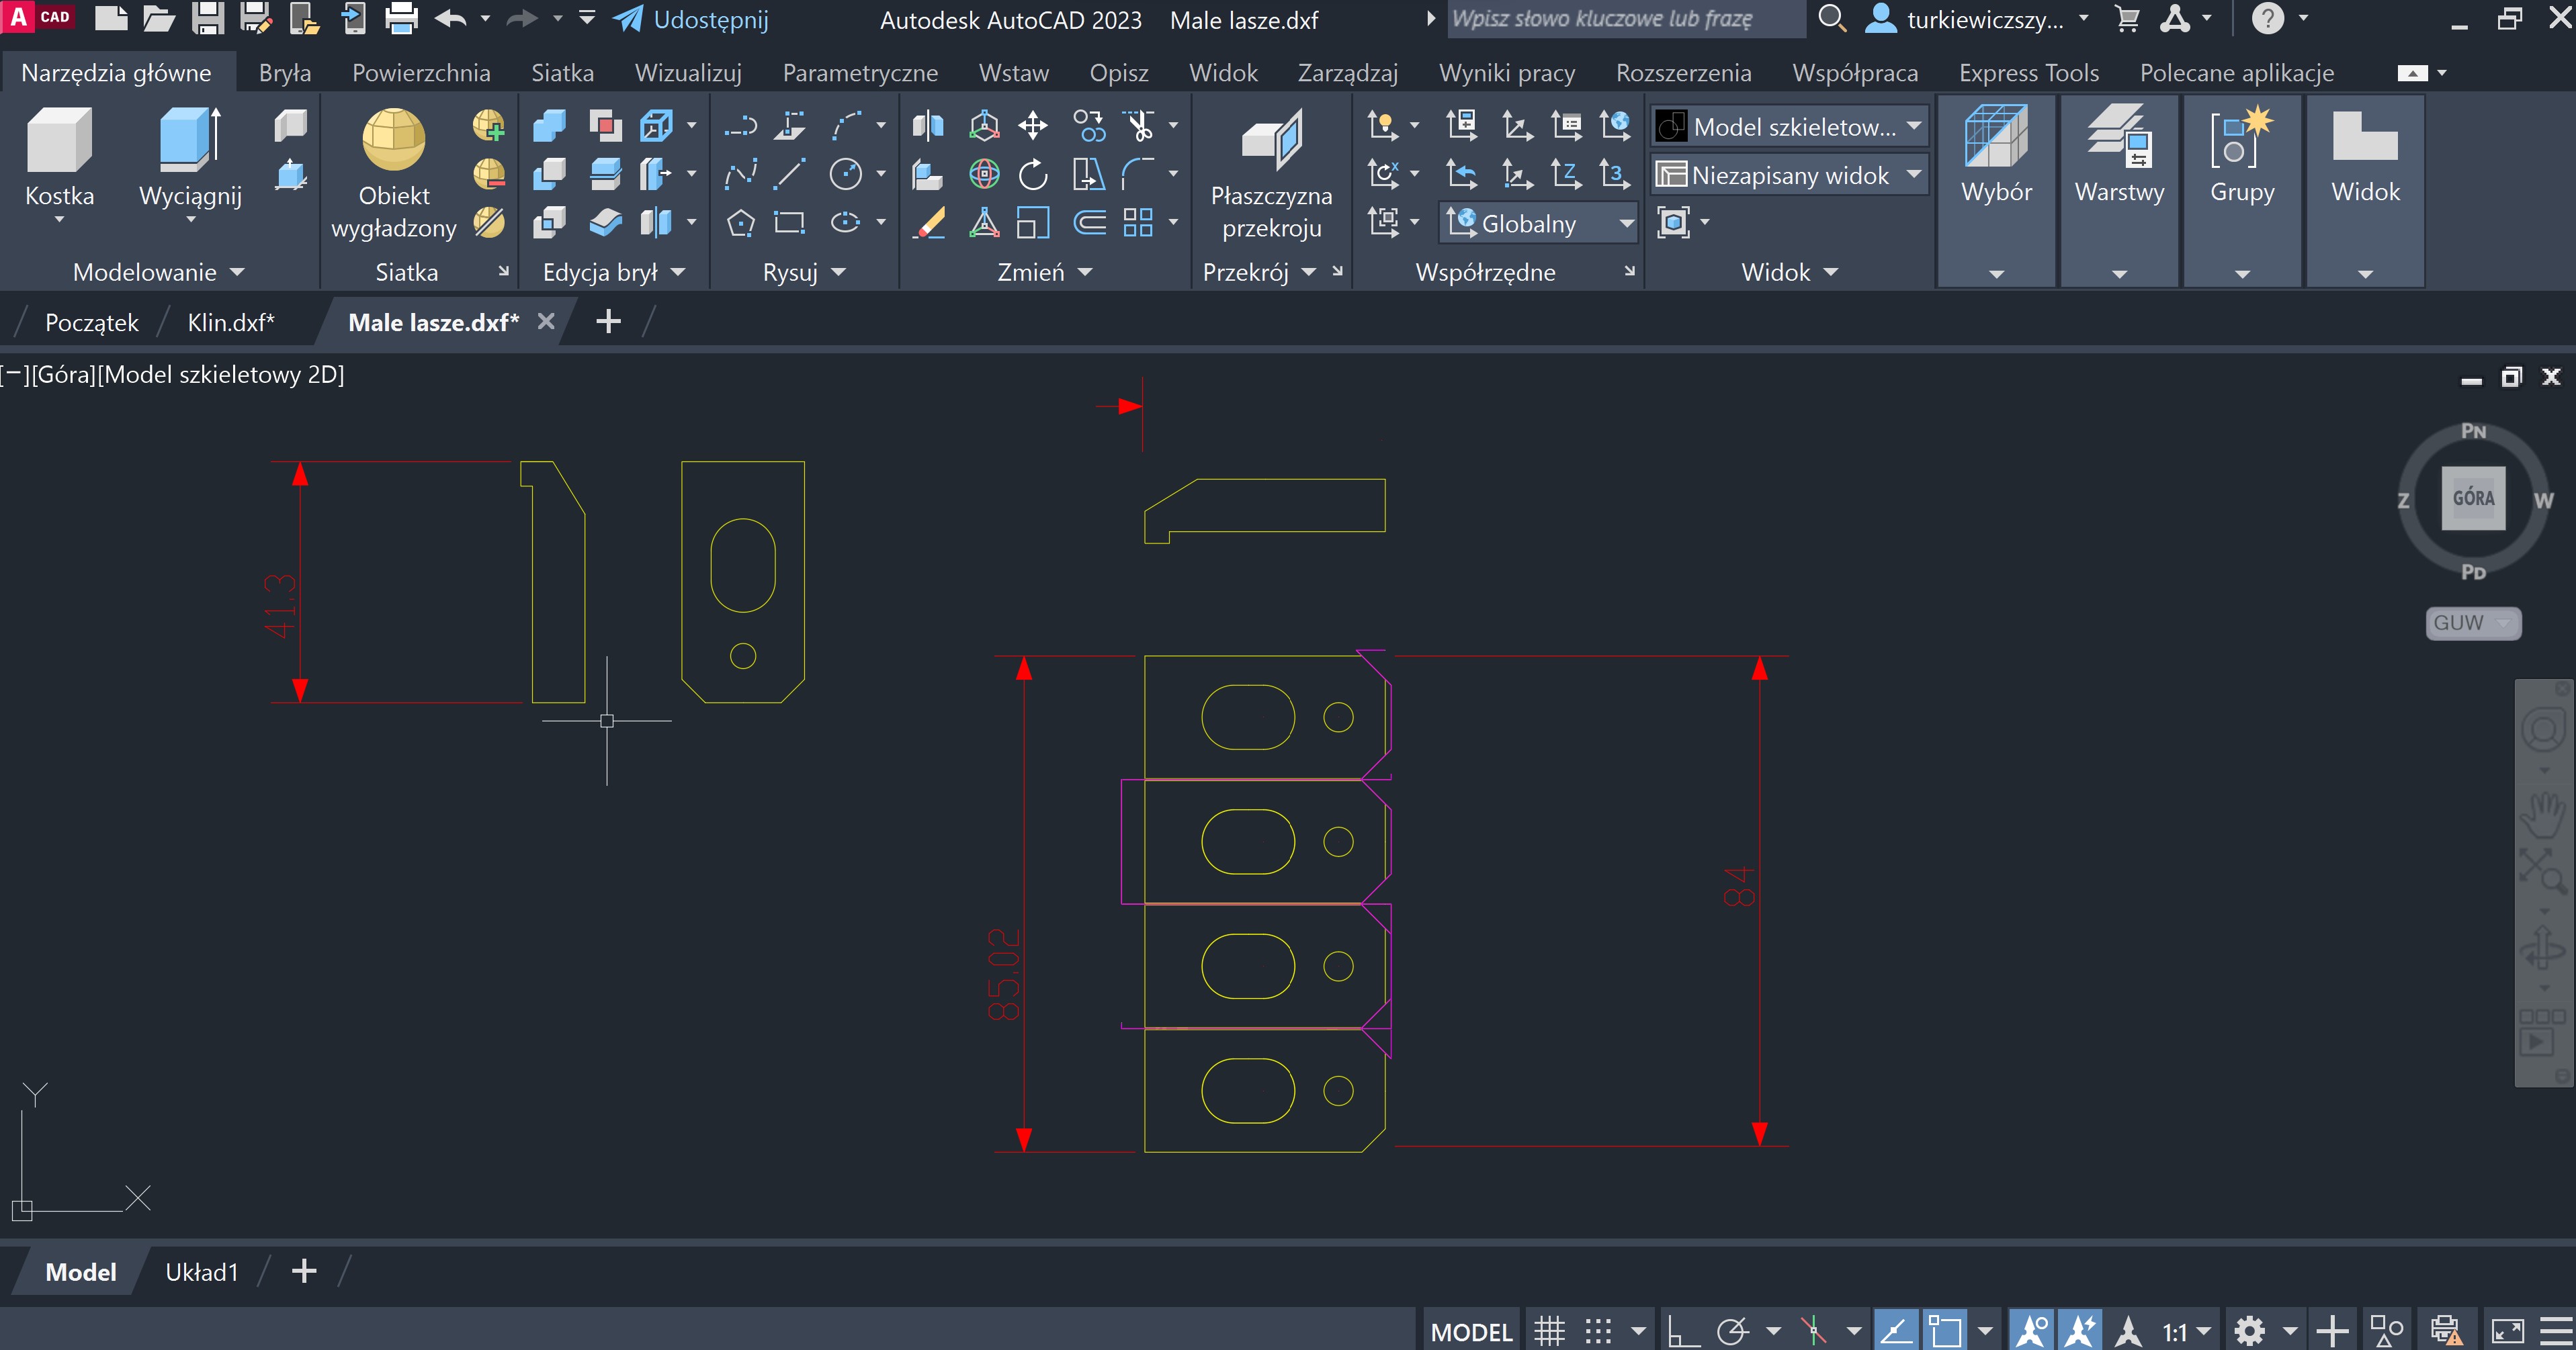 A CAD
Udostępnij
Autodesk AutoCAD 2023 Male lasze.dxf
Wpisz słowo kluczowe lub frazę
turkiewiczszy...
Narzędzia główne Bryła Powierzchnia Siatka Wizualizuj Parametryczne Wstaw Opisz Widok Zarządzaj Wyniki pracy Rozszerzenia Współpraca Express Tools Polecane aplikacje
Kostka
Wyciągnij
Modelowanie
Obiekt
wygładzony
Siatka
Edycja brył
Rysuj
Zmień
Płaszczyzna
przekroju
Przekrój
Globalny
Współrzędne
Model szkieletow...
Niezapisany widok
Widok
Wybór
Warstwy
Grupy
Widok
Początek
Klin.dxf*
Male lasze.dxf*
[−][Góra][Model szkieletowy 2D]
PN
Z
GÓRA
W
PD
GUW
41.3
85.02
84
Y
X
Model
Układ1
MODEL
1:1